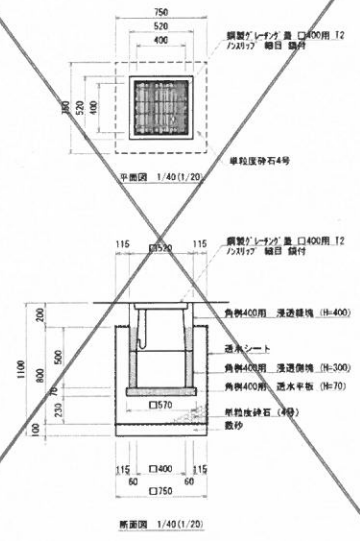 750
520
400
鋼製グレーチング蓋 □400用 T2
ノンスリップ 細目 鎖付
520
400
単粒度砕石4号
平面図 1/40(1/20)
鋼製グレーチング蓋 □400用 T2
ノンスリップ 細目 鎖付
115 □520 115
角桝400用 浸透縁塊 (H=400)
透水シート
角桝400用 浸透側塊 (H=300)
角桝400用 透水平板 (H=70)
単粒度砕石 (4号)
敷砂
200
500
800
1100
70
230
100
□570
115 □400 115
60 60
□750
断面図 1/40(1/20)